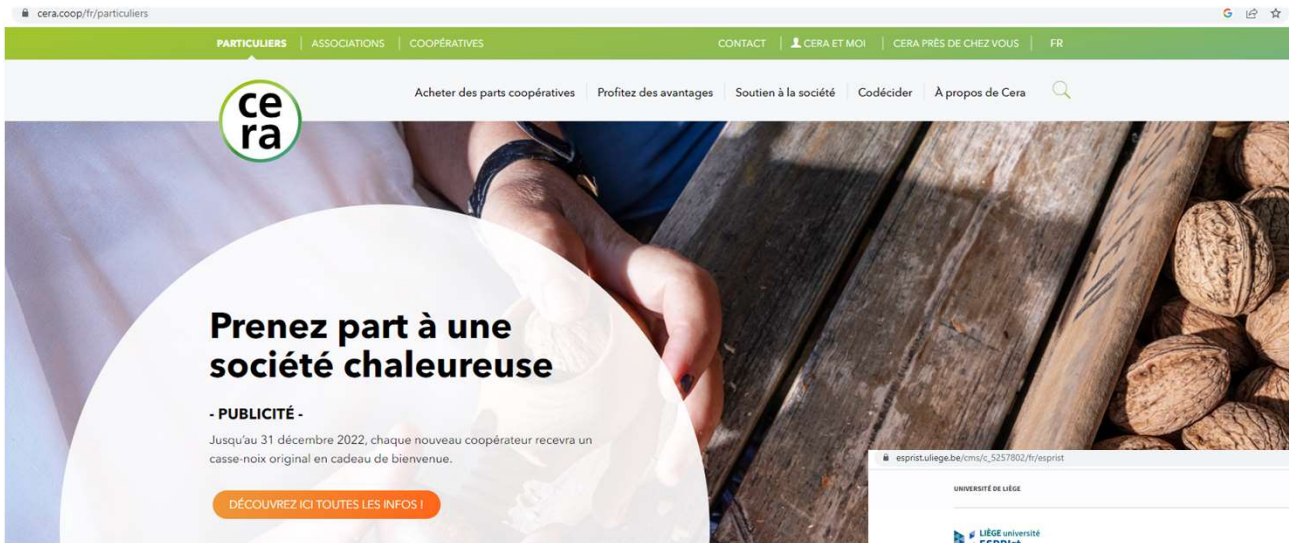 cera.coop/fr/particuliers
PARTICULIERS ASSOCIATIONS COOPÉRATIVES CONTACT CERA ET MOI CERA PRÈS DE CHEZ VOUS FR
ce
ra
Acheter des parts coopératives Profitez des avantages Soutien à la société Codécider À propos de Cera
Prenez part à une
société chaleureuse
- PUBLICITÉ -
Jusqu'au 31 décembre 2022, chaque nouveau coopérateur recevra un
casse-noix original en cadeau de bienvenue.
DÉCOUVREZ ICI TOUTES LES INFOS !
esprist.uliege.be/cms/c_5257802/fr/esprist
UNIVERSITÉ DE LIÈGE
LIÈGE université
ESPRIst